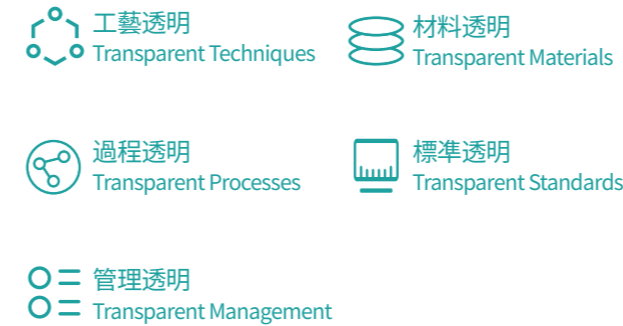 工藝透明
Transparent Techniques
材料透明
Transparent Materials
過程透明
Transparent Processes
標準透明
Transparent Standards
管理透明
Transparent Management